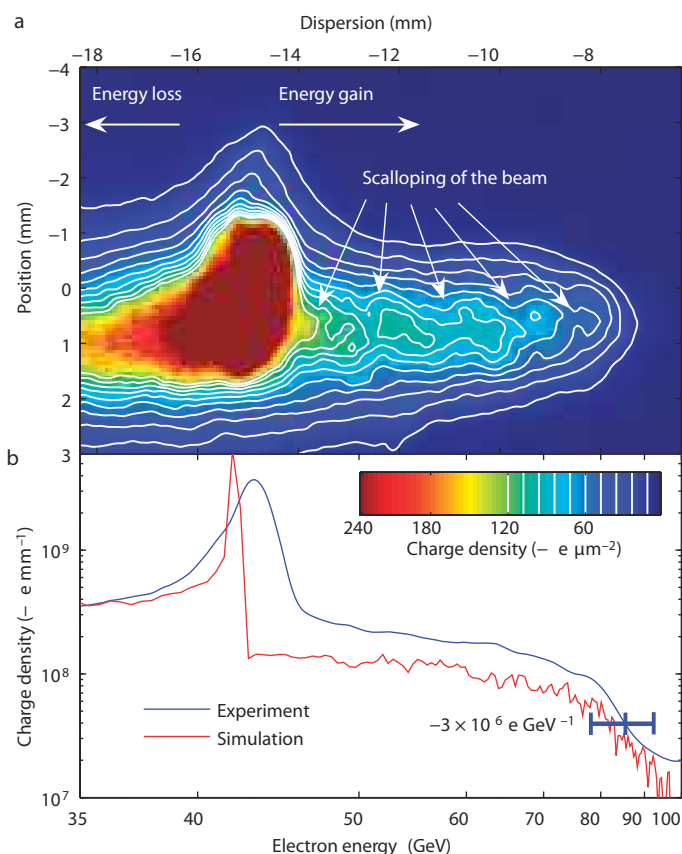 a
Dispersion (mm)
−18 −16 −14 −12 −10 −8
−4
Energy loss Energy gain
−3
−2
Scalloping of the beam
−1
Position (mm)
0
1
2
b
3
240 180 120 60
Charge density (− e µm⁻²)
10⁹
Charge density (− e mm⁻¹)
10⁸
Experiment
−3 × 10⁶ e GeV⁻¹
Simulation
10⁷
35 40 50 60 70 80 90 100
Electron energy (GeV)